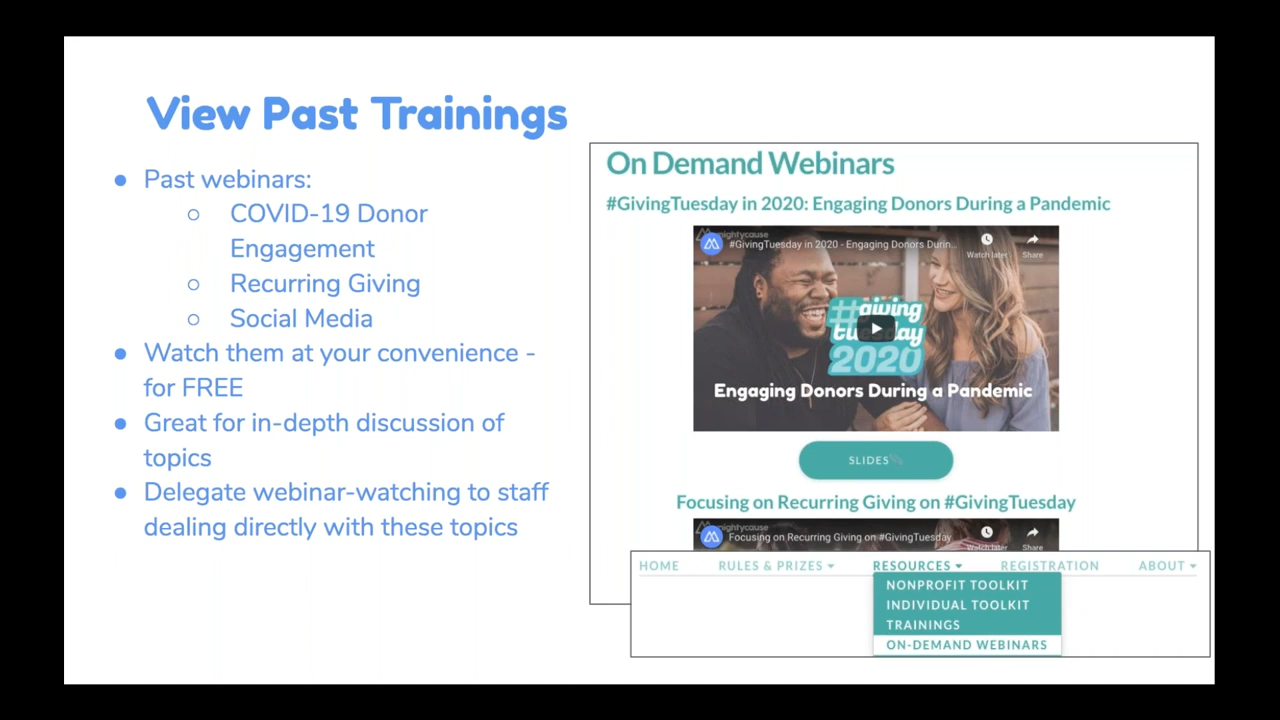 View Past Trainings
● Past webinars:
○ COVID-19 Donor
Engagement
○ Recurring Giving
○ Social Media
● Watch them at your convenience -
for FREE
● Great for in-depth discussion of
topics
● Delegate webinar-watching to staff
dealing directly with these topics
On Demand Webinars
#GivingTuesday in 2020: Engaging Donors During a Pandemic
mightycause
#GivingTuesday in 2020 - Engaging Donors Durin...
Watch later
Share
#giving
tuesday
2020
Engaging Donors During a Pandemic
SLIDES
Focusing on Recurring Giving on #GivingTuesday
mightycause
Focusing on Recurring Giving on #GivingTuesday
Watch later
Share
HOME RULES & PRIZES RESOURCES REGISTRATION ABOUT
NONPROFIT TOOLKIT
INDIVIDUAL TOOLKIT
TRAININGS
ON-DEMAND WEBINARS